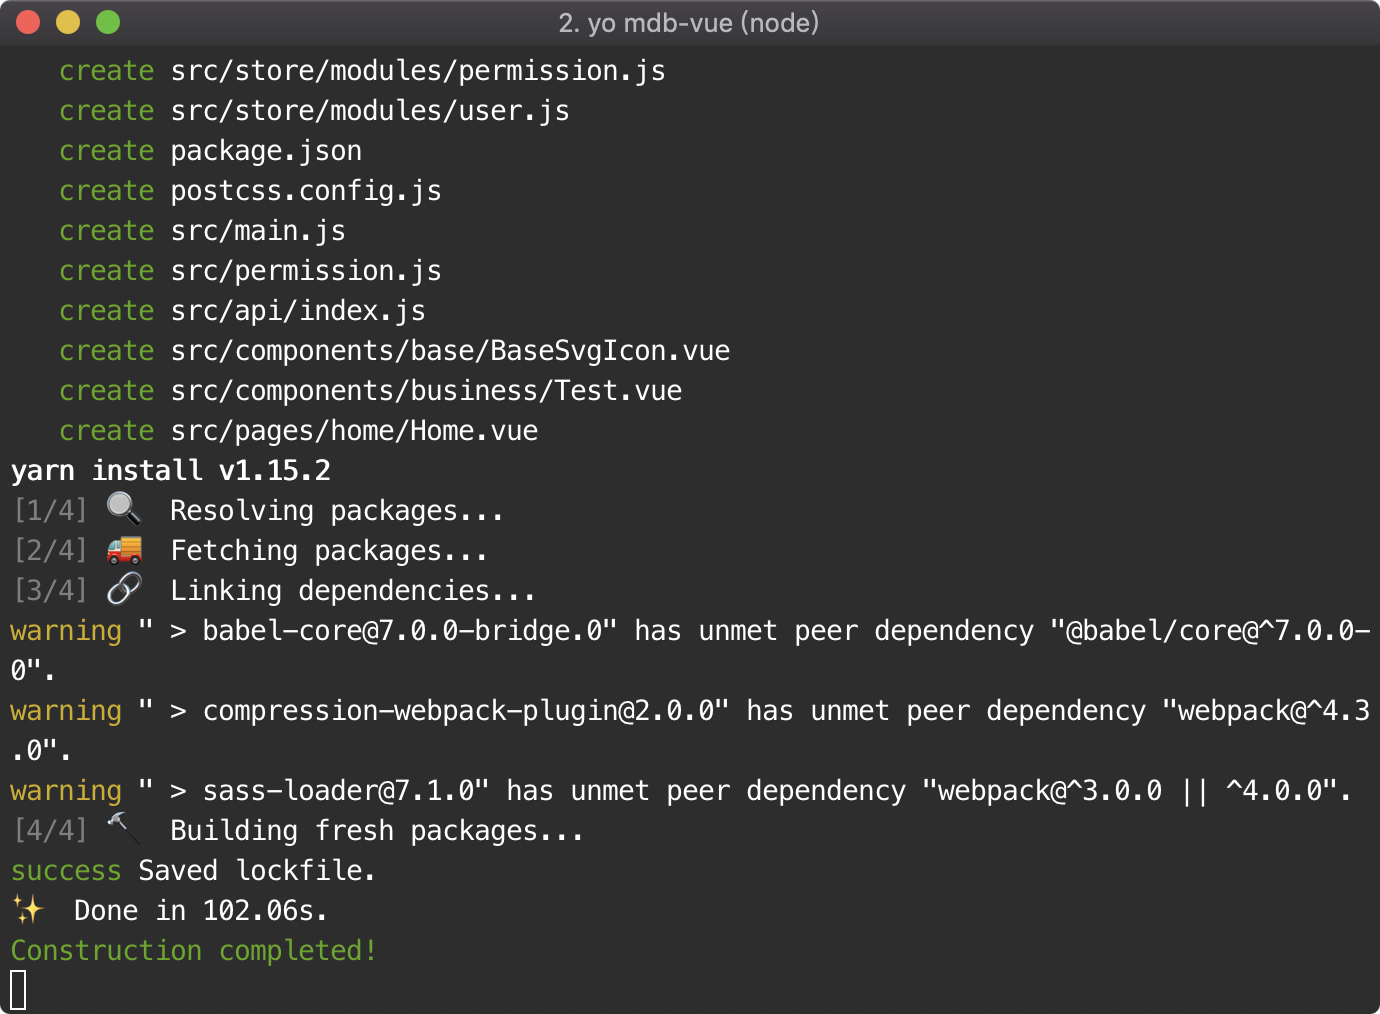 2. yo mdb-vue (node)
create src/store/modules/permission.js
create src/store/modules/user.js
create package.json
create postcss.config.js
create src/main.js
create src/permission.js
create src/api/index.js
create src/components/base/BaseSvgIcon.vue
create src/components/business/Test.vue
create src/pages/home/Home.vue
yarn install v1.15.2
[1/4] 🔍 Resolving packages...
[2/4] 🚚 Fetching packages...
[3/4] 🔗 Linking dependencies...
warning " > babel-core@7.0.0-bridge.0" has unmet peer dependency "@babel/core@^7.0.0-
0".
warning " > compression-webpack-plugin@2.0.0" has unmet peer dependency "webpack@^4.3
.0".
warning " > sass-loader@7.1.0" has unmet peer dependency "webpack@^3.0.0 || ^4.0.0".
[4/4] 🔨 Building fresh packages...
success Saved lockfile.
✨ Done in 102.06s.
Construction completed!